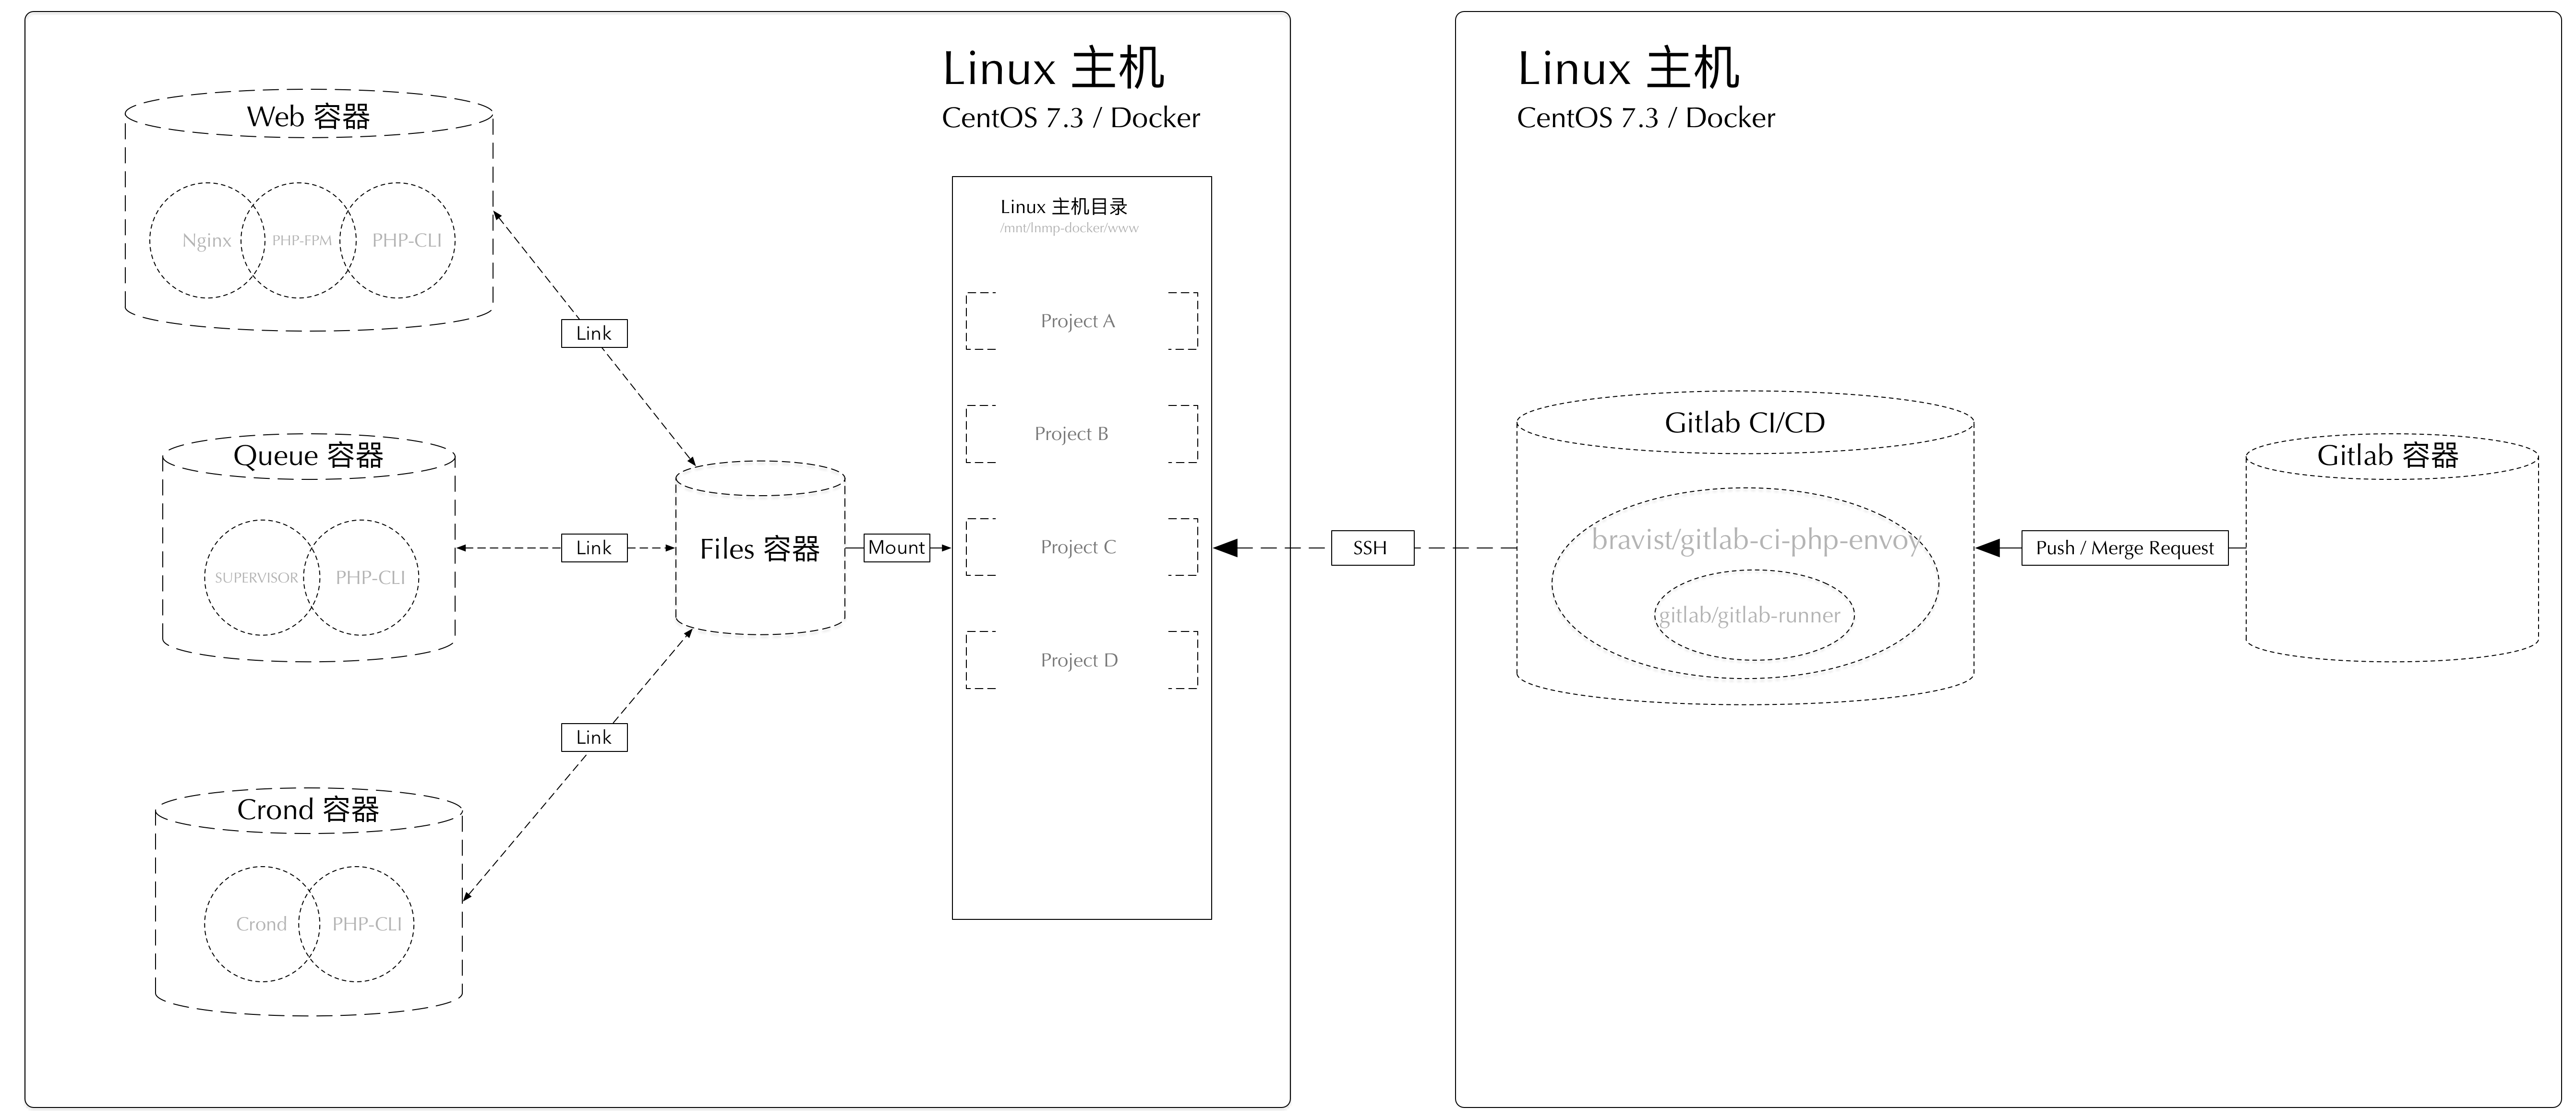 Linux 主机
CentOS 7.3 / Docker
Web 容器
Nginx
PHP-FPM
PHP-CLI
Link
Queue 容器
SUPERVISOR
PHP-CLI
Link
Crond 容器
Crond
PHP-CLI
Link
Files 容器
Mount
Linux 主机目录
/mnt/lnmp-docker/www
Project A
Project B
Project C
Project D
SSH
Linux 主机
CentOS 7.3 / Docker
Gitlab CI/CD
bravist/gitlab-ci-php-envoy
gitlab/gitlab-runner
Push / Merge Request
Gitlab 容器